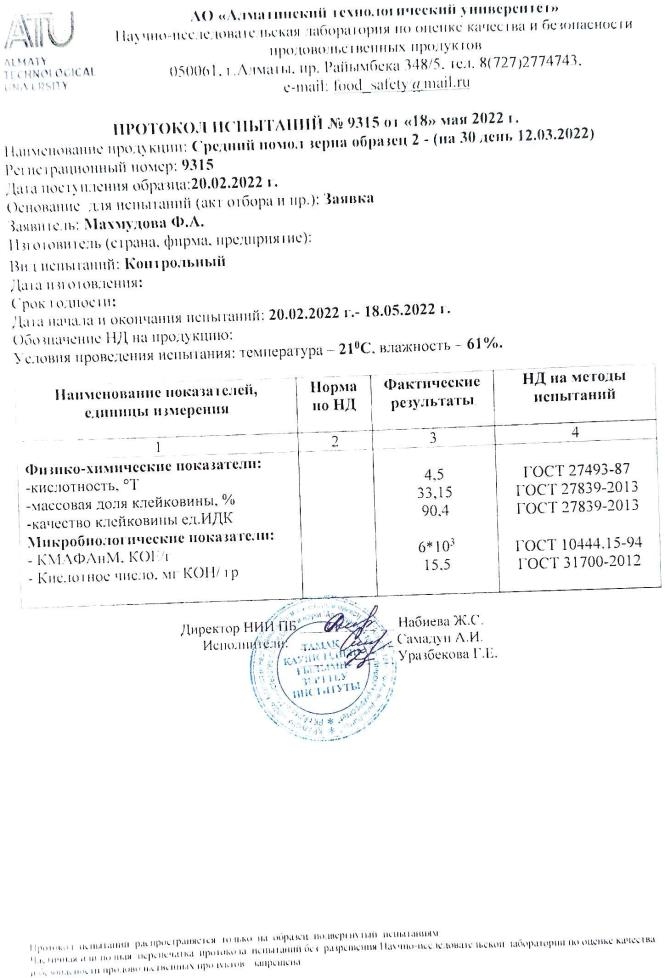 ATU
ALMATY
TECHNOLOGICAL
UNIVERSITY
АО «Алматинский технологический университет»
Научно-исследовательская лаборатория по оценке качества и безопасности
продовольственных продуктов
050061, г.Алматы, пр. Райымбека 348/5, тел. 8(727)2774743,
e-mail: food_safety@mail.ru
ПРОТОКОЛ ИСПЫТАНИЙ № 9315 от «18» мая 2022 г.
Наименование продукции: Средний помол зерна образец 2 - (на 30 день 12.03.2022)
Регистрационный номер: 9315
Дата поступления образца:20.02.2022 г.
Основание для испытаний (акт отбора и пр.): Заявка
Заявитель: Махмудова Ф.А.
Изготовитель (страна, фирма, предприятие):
Вид испытаний: Контрольный
Дата изготовления:
Срок годности:
Дата начала и окончания испытаний: 20.02.2022 г.- 18.05.2022 г.
Обозначение НД на продукцию:
Условия проведения испытания: температура – 21⁰С, влажность – 61%.
Наименование показателей, единицы измерения | Норма по НД | Фактические результаты | НД на методы испытаний
1 2 3 4
Физико-химические показатели:
-кислотность, °Т 4,5 ГОСТ 27493-87
-массовая доля клейковины, % 33,15 ГОСТ 27839-2013
-качество клейковины ед.ИДК 90,4 ГОСТ 27839-2013
Микробиологические показатели:
- КМАФАнМ, КОЕ/г 6*10³ ГОСТ 10444.15-94
- Кислотное число, мг КОН/ гр 15,5 ГОСТ 31700-2012
Директор НИИ ПБ Набиева Ж.С.
Исполнители: Самадун А.И.
Уразбекова Г.Е.
ТАМАҚ
ҚАУІПСІЗДІГІ
ҒЫЛЫМИ
ЗЕРТТЕУ
ИНСТИТУТЫ
Протокол испытаний распространяется только на образец, подвергнутый испытаниям
Частичная или полная перепечатка протокола испытаний без разрешения Научно-исследовательской лаборатории по оценке качества
и безопасности продовольственных продуктов запрещена